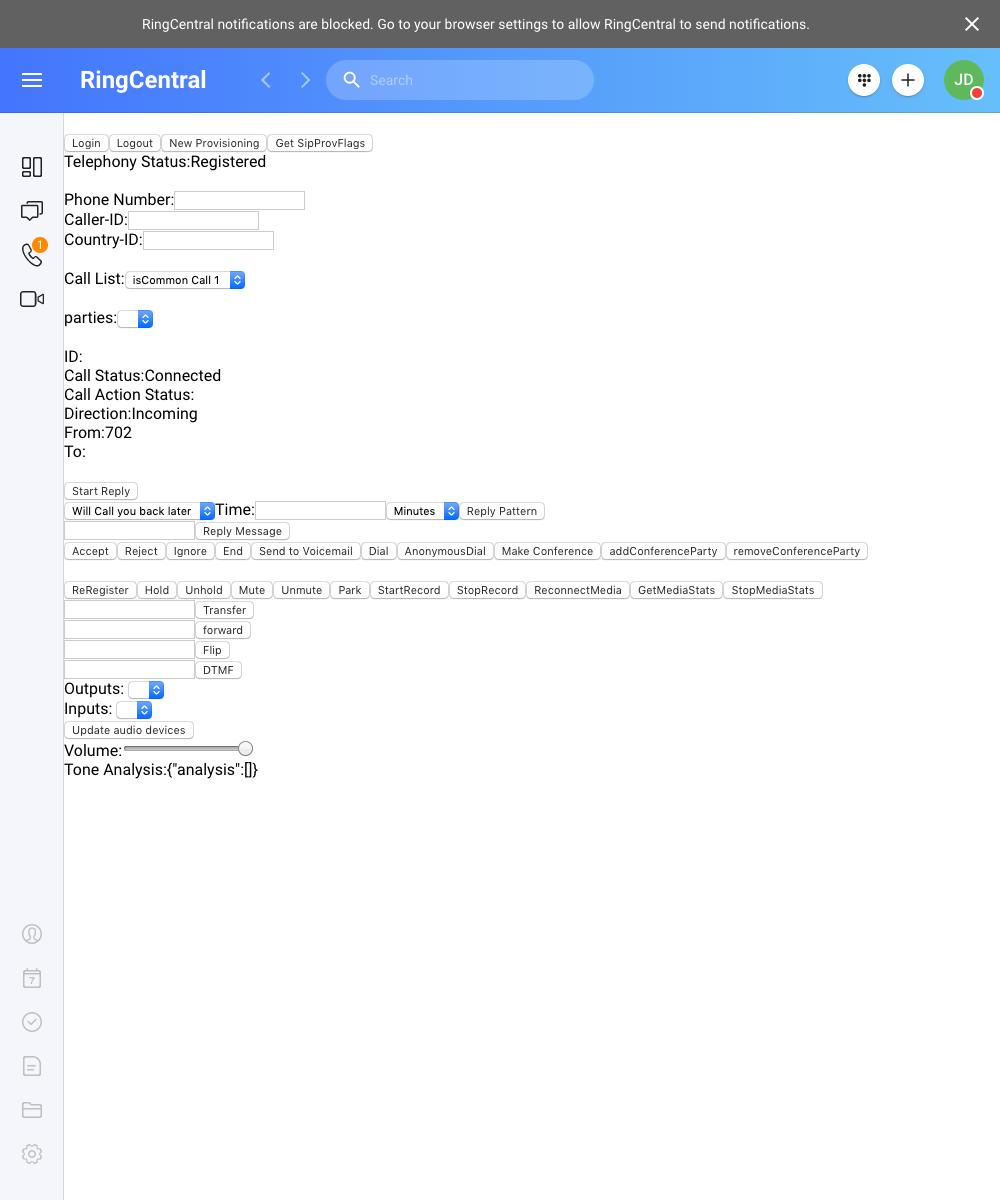 RingCentral notifications are blocked. Go to your browser settings to allow RingCentral to send notifications.
RingCentral
Search
JD
1
Login Logout New Provisioning Get SipProvFlags
Telephony Status:Registered
Phone Number:
Caller-ID:
Country-ID:
Call List: isCommon Call 1
parties:
ID:
Call Status:Connected
Call Action Status:
Direction:Incoming
From:702
To:
Start Reply
Will Call you back later Time: Minutes Reply Pattern
Reply Message
Accept Reject Ignore End Send to Voicemail Dial AnonymousDial Make Conference addConferenceParty removeConferenceParty
ReRegister Hold Unhold Mute Unmute Park StartRecord StopRecord ReconnectMedia GetMediaStats StopMediaStats
Transfer
forward
Flip
DTMF
Outputs:
Inputs:
Update audio devices
Volume:
Tone Analysis:{"analysis":[]}
7